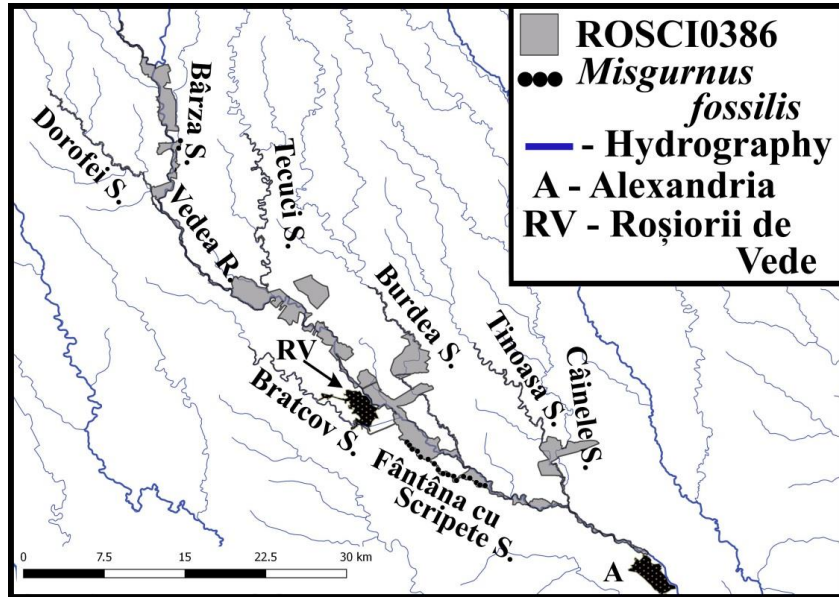 ROSCI0386
Misgurnus
fossilis
- Hydrography
A - Alexandria
RV - Roșiorii de
Vede
Bârza S.
Dorofei S.
Tecuci S.
Vedea R.
Burdea S.
Tinoasa S.
Câinele S.
RV
Bratcov S.
Fântâna cu
Scripete S.
A
0 7.5 15 22.5 30 km